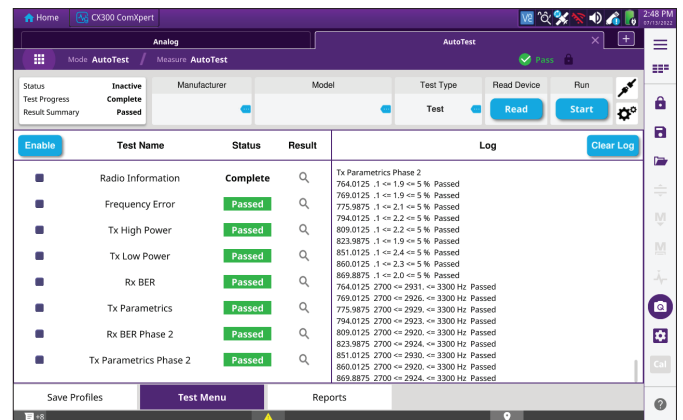 Home CX300 ComXpert 2:48 PM
07/13/2022
Analog AutoTest
Mode AutoTest / Measure AutoTest Pass
Status Inactive
Test Progress Complete
Result Summary Passed
Manufacturer Model Test Type Read Device Run
Test Read Start
Enable Test Name Status Result Log Clear Log
Radio Information Complete
Frequency Error Passed
Tx High Power Passed
Tx Low Power Passed
Rx BER Passed
Tx Parametrics Passed
Rx BER Phase 2 Passed
Tx Parametrics Phase 2 Passed
Tx Parametrics Phase 2
764.0125 .1 <= 1.9 <= 5 % Passed
769.0125 .1 <= 1.9 <= 5 % Passed
775.9875 .1 <= 2.1 <= 5 % Passed
794.0125 .1 <= 2.2 <= 5 % Passed
809.0125 .1 <= 2.2 <= 5 % Passed
823.9875 .1 <= 1.9 <= 5 % Passed
851.0125 .1 <= 2.4 <= 5 % Passed
860.0125 .1 <= 2.3 <= 5 % Passed
869.8875 .1 <= 2.0 <= 5 % Passed
764.0125 2700 <= 2931. <= 3300 Hz Passed
769.0125 2700 <= 2926. <= 3300 Hz Passed
775.9875 2700 <= 2929. <= 3300 Hz Passed
794.0125 2700 <= 2923. <= 3300 Hz Passed
809.0125 2700 <= 2920. <= 3300 Hz Passed
823.9875 2700 <= 2924. <= 3300 Hz Passed
851.0125 2700 <= 2930. <= 3300 Hz Passed
860.0125 2700 <= 2920. <= 3300 Hz Passed
869.8875 2700 <= 2924. <= 3300 Hz Passed
M
M
Cal
Save Profiles Test Menu Reports
+8